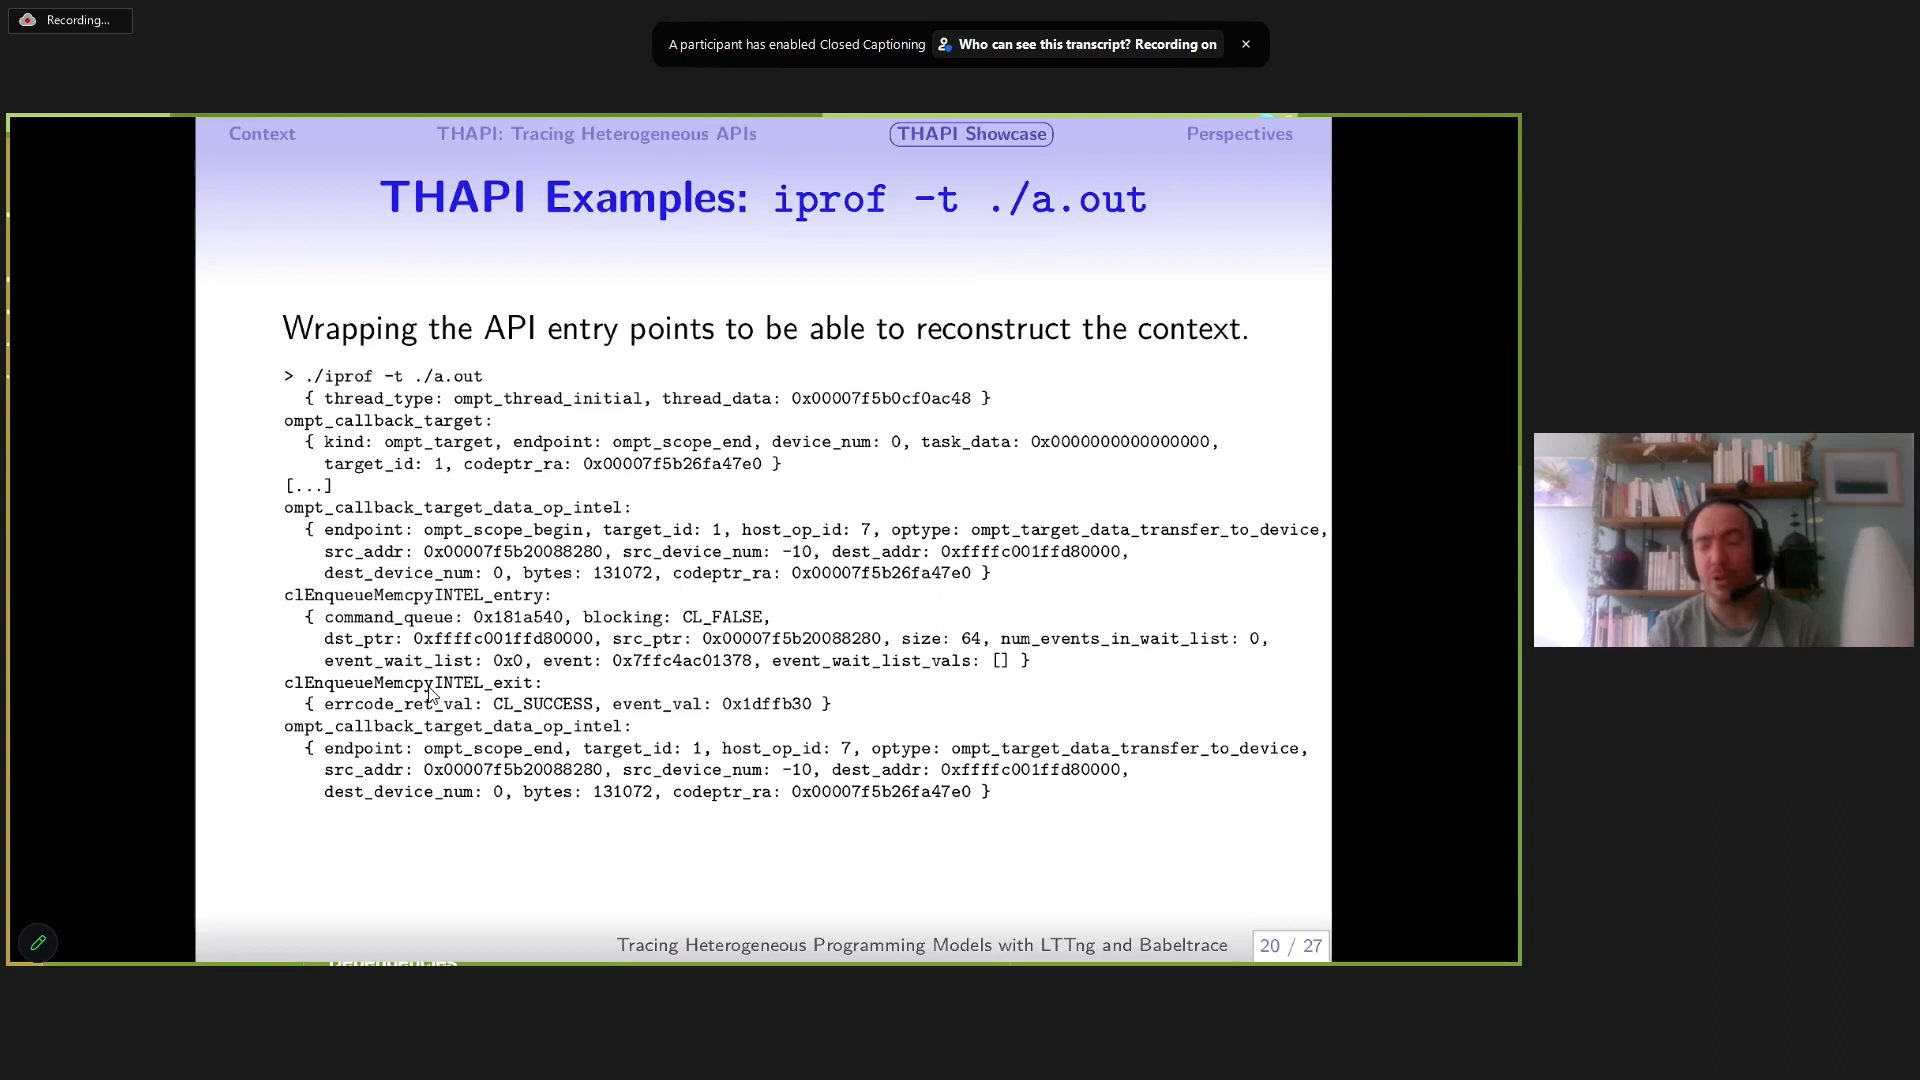 Recording...
A participant has enabled Closed Captioning Who can see this transcript? Recording on ×
Context THAPI: Tracing Heterogeneous APIs THAPI Showcase Perspectives
THAPI Examples: iprof -t ./a.out
Wrapping the API entry points to be able to reconstruct the context.
> ./iprof -t ./a.out
{ thread_type: ompt_thread_initial, thread_data: 0x00007f5b0cf0ac48 }
ompt_callback_target:
{ kind: ompt_target, endpoint: ompt_scope_end, device_num: 0, task_data: 0x0000000000000000,
target_id: 1, codeptr_ra: 0x00007f5b26fa47e0 }
[...]
ompt_callback_target_data_op_intel:
{ endpoint: ompt_scope_begin, target_id: 1, host_op_id: 7, optype: ompt_target_data_transfer_to_device,
src_addr: 0x00007f5b20088280, src_device_num: -10, dest_addr: 0xffffc001ffd80000,
dest_device_num: 0, bytes: 131072, codeptr_ra: 0x00007f5b26fa47e0 }
clEnqueueMemcpyINTEL_entry:
{ command_queue: 0x181a540, blocking: CL_FALSE,
dst_ptr: 0xffffc001ffd80000, src_ptr: 0x00007f5b20088280, size: 64, num_events_in_wait_list: 0,
event_wait_list: 0x0, event: 0x7ffc4ac01378, event_wait_list_vals: [] }
clEnqueueMemcpyINTEL_exit:
{ errcode_ret_val: CL_SUCCESS, event_val: 0x1dffb30 }
ompt_callback_target_data_op_intel:
{ endpoint: ompt_scope_end, target_id: 1, host_op_id: 7, optype: ompt_target_data_transfer_to_device,
src_addr: 0x00007f5b20088280, src_device_num: -10, dest_addr: 0xffffc001ffd80000,
dest_device_num: 0, bytes: 131072, codeptr_ra: 0x00007f5b26fa47e0 }
Tracing Heterogeneous Programming Models with LTTng and Babeltrace 20 / 27
Dependencies